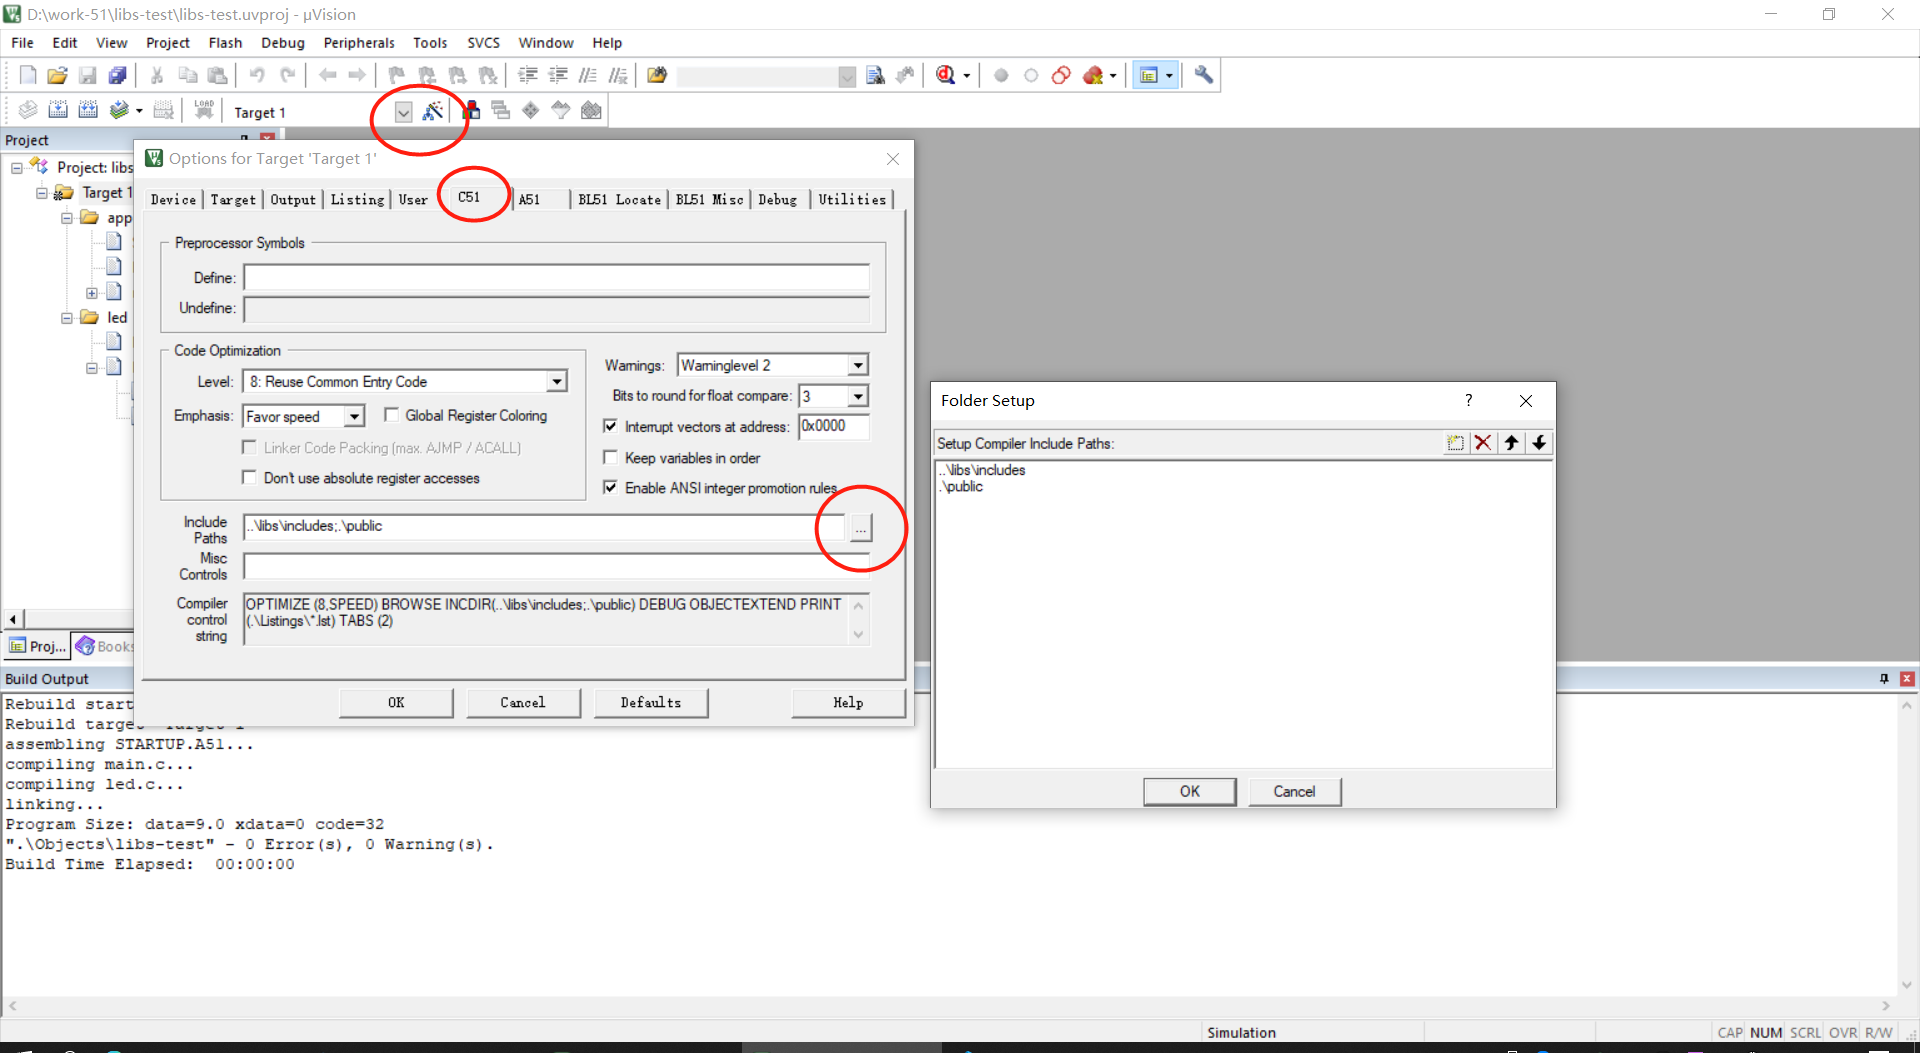 D:\work-51\libs-test\libs-test.uvproj - µVision
File Edit View Project Flash Debug Peripherals Tools SVCS Window Help
LOAD Target 1
Project
Project: libs
Target 1
app
led
Proj... Books
Options for Target 'Target 1'
Device Target Output Listing User C51 A51 BL51 Locate BL51 Misc Debug Utilities
Preprocessor Symbols
Define:
Undefine:
Code Optimization
Level: 8: Reuse Common Entry Code
Emphasis: Favor speed Global Register Coloring
Linker Code Packing (max. AJMP / ACALL)
Don't use absolute register accesses
Warnings: Warninglevel 2
Bits to round for float compare: 3
Interrupt vectors at address: 0x0000
Keep variables in order
Enable ANSI integer promotion rules
Include Paths ..\libs\includes;.\public ...
Misc Controls
Compiler control string
OPTIMIZE (8,SPEED) BROWSE INCDIR(..\libs\includes;.\public) DEBUG OBJECTEXTEND PRINT
(.\Listings\*.lst) TABS (2)
OK Cancel Defaults Help
Folder Setup ?
Setup Compiler Include Paths:
..\libs\includes
.\public
OK Cancel
Build Output
Rebuild start
Rebuild target
assembling STARTUP.A51...
compiling main.c...
compiling led.c...
linking...
Program Size: data=9.0 xdata=0 code=32
".\Objects\libs-test" - 0 Error(s), 0 Warning(s).
Build Time Elapsed:  00:00:00
Simulation
CAP NUM SCRL OVR R/W